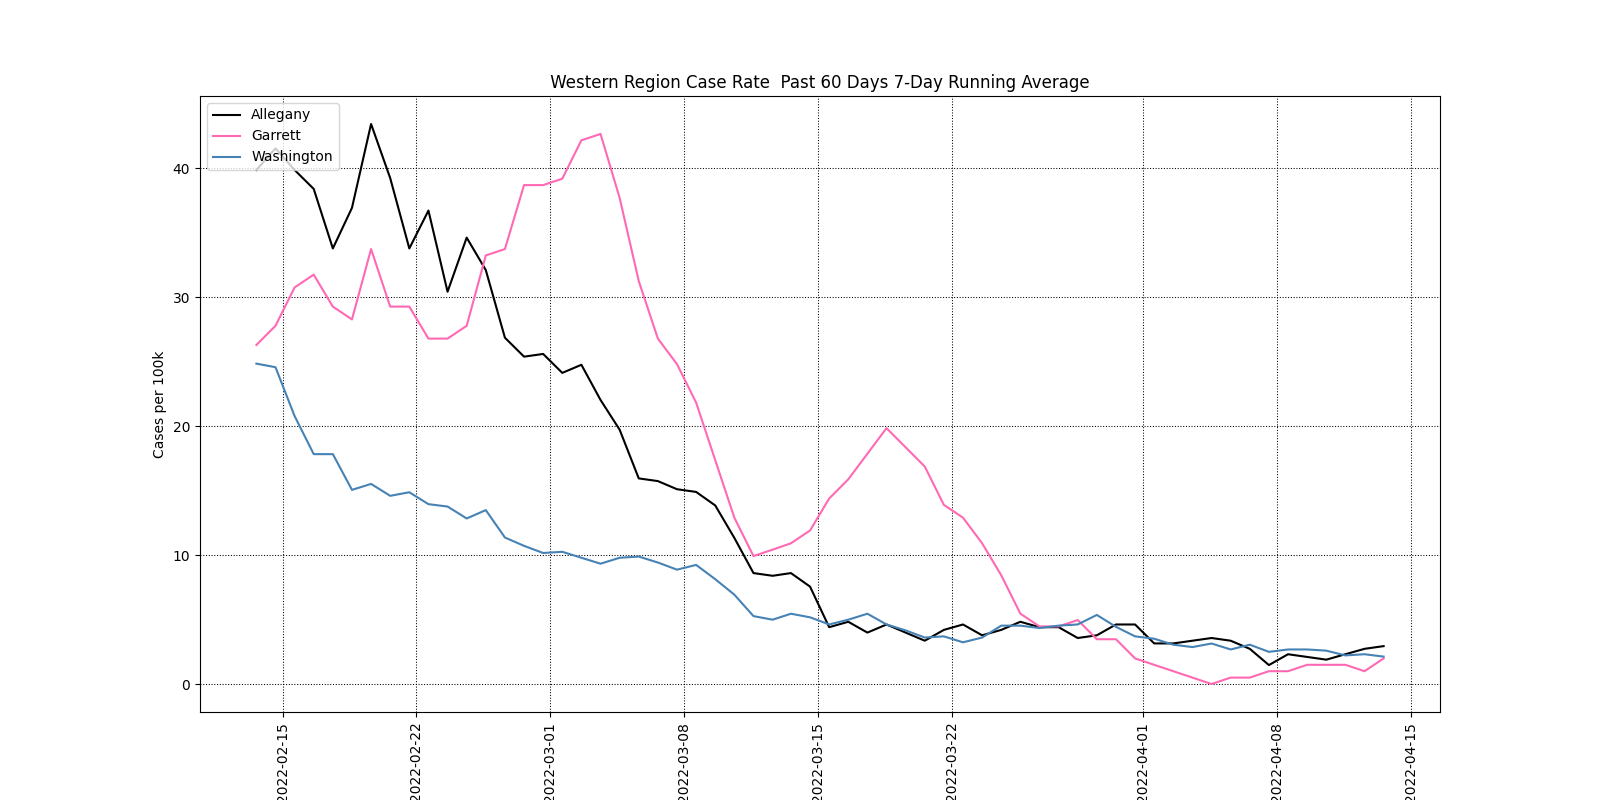 Western Region Case Rate  Past 60 Days 7-Day Running Average
Allegany
Garrett
Washington
Cases per 100k
40
30
20
10
0
2022-02-15
2022-02-22
2022-03-01
2022-03-08
2022-03-15
2022-03-22
2022-04-01
2022-04-08
2022-04-15